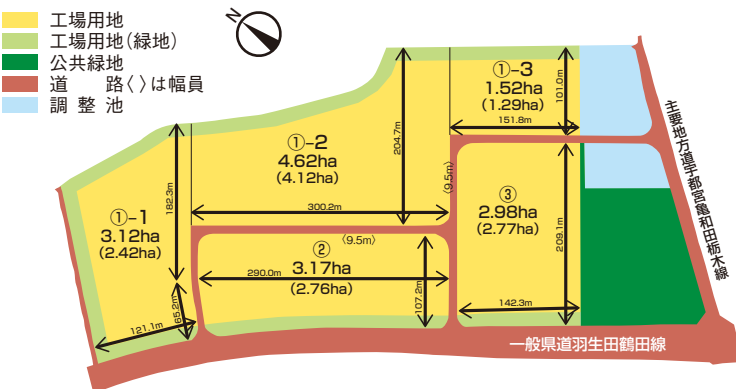 工場用地
工場用地(緑地)
公共緑地
道　　路〈 〉は幅員
調 整 池
N
①-1
3.12ha
(2.42ha)
182.3m
65.2m
121.1m
①-2
4.62ha
(4.12ha)
204.7m
300.2m
①-3
1.52ha
(1.29ha)
101.0m
151.8m
〈9.5m〉
②
3.17ha
(2.76ha)
〈9.5m〉
290.0m
107.2m
③
2.98ha
(2.77ha)
209.1m
142.3m
主要地方道宇都宮亀和田栃木線
一般県道羽生田鶴田線